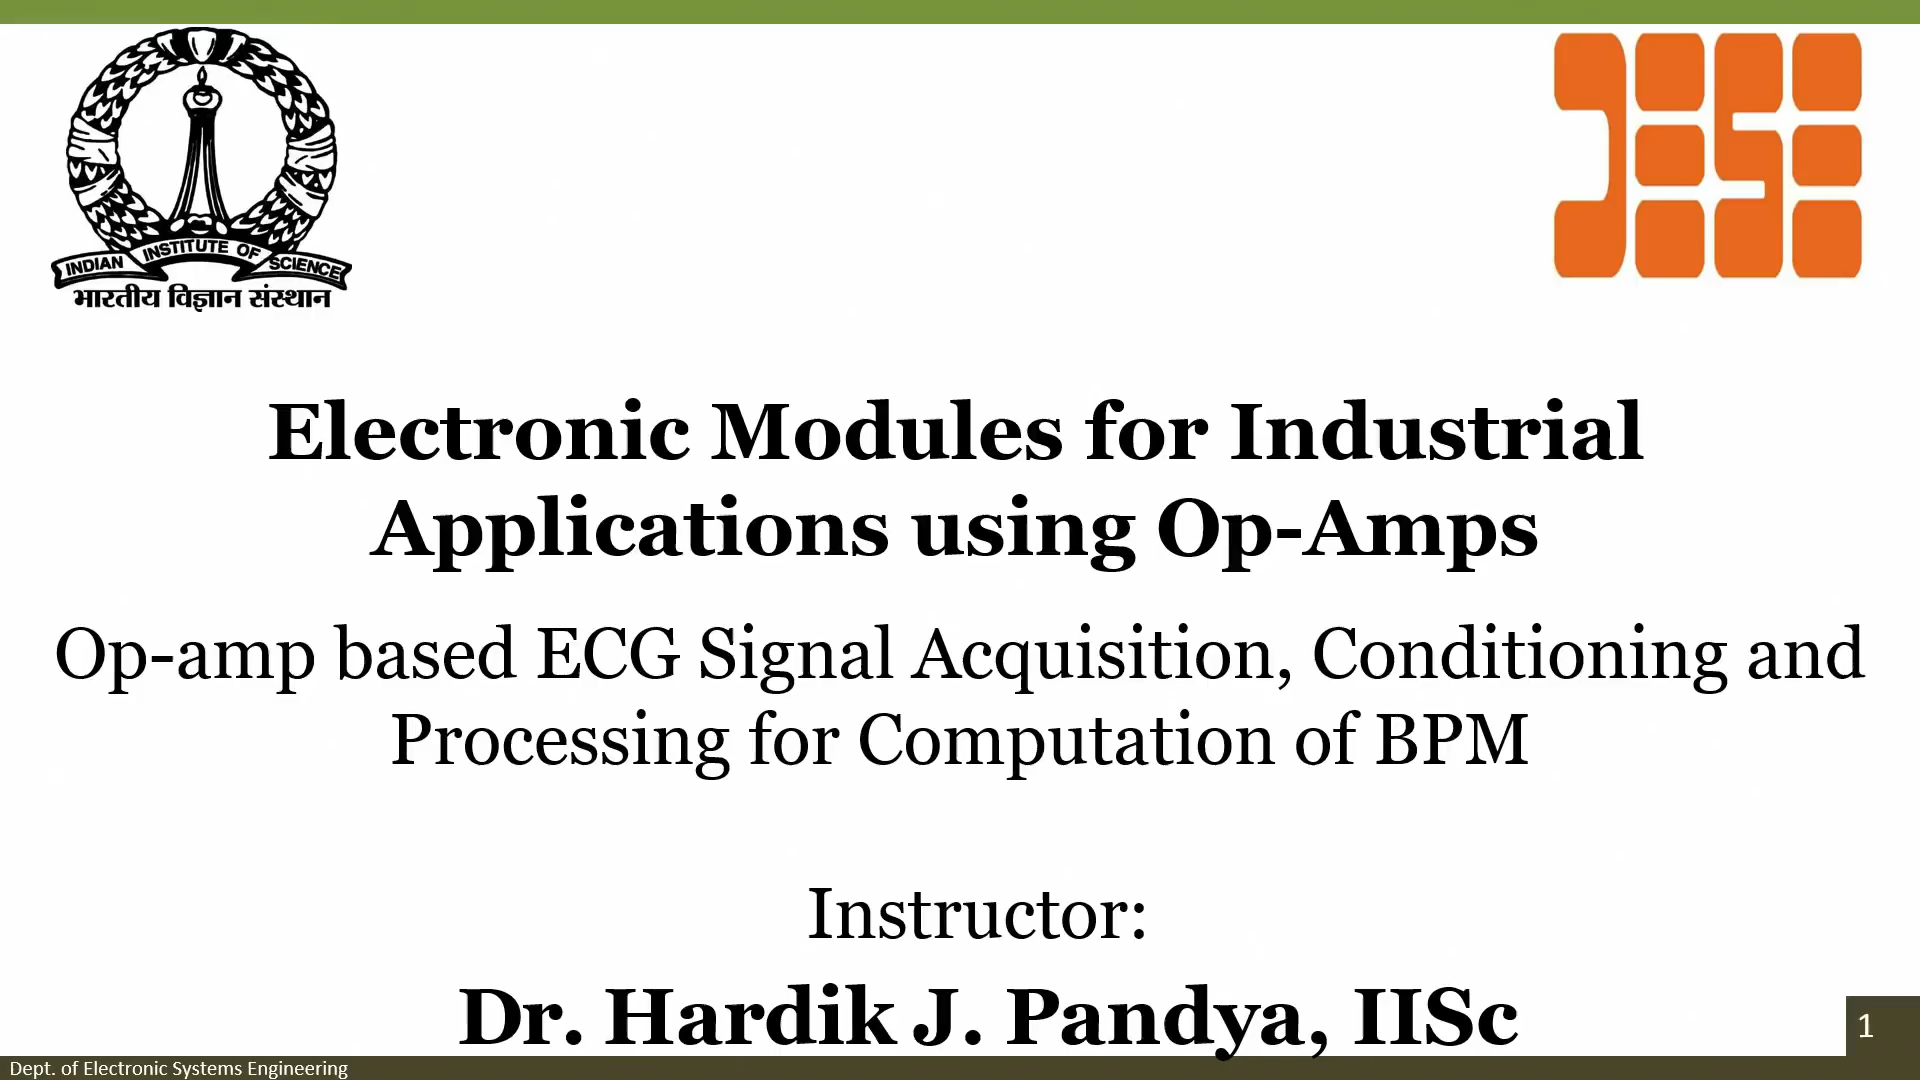 INDIAN INSTITUTE OF SCIENCE
भारतीय विज्ञान संस्थान
Electronic Modules for Industrial
Applications using Op-Amps
Op-amp based ECG Signal Acquisition, Conditioning and
Processing for Computation of BPM
Instructor:
Dr. Hardik J. Pandya, IISc
1
Dept. of Electronic Systems Engineering